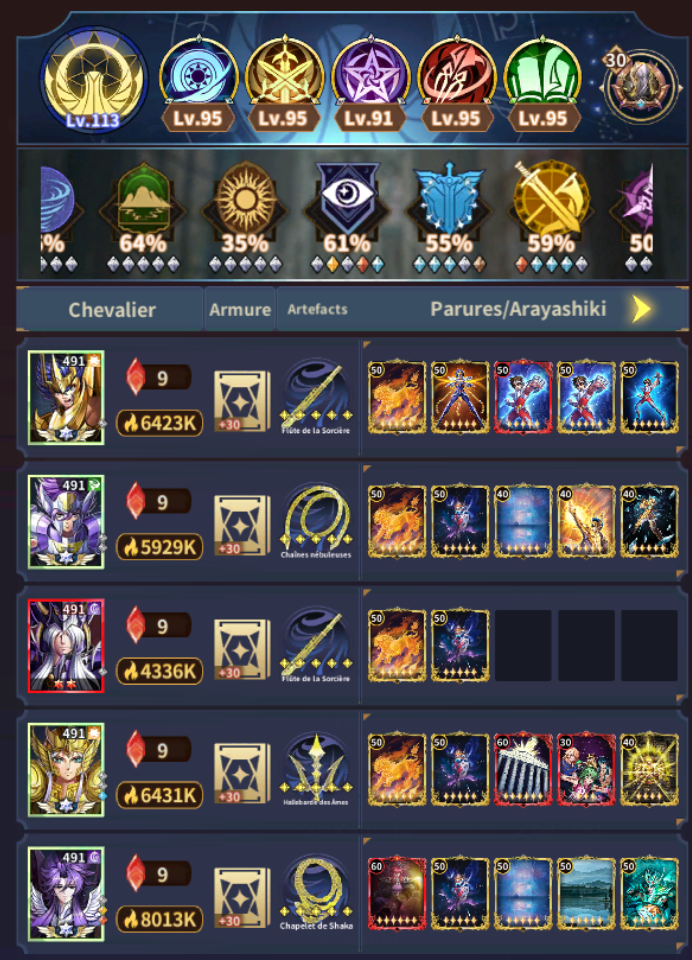 30
Lv.113 Lv.95 Lv.95 Lv.91 Lv.95 Lv.95
% 64% 35% 61% 55% 59% 50
Chevalier Armure Artefacts Parures/Arayashiki
491 9 50 50 50 50 50
6423K +30 Flûte de la Sorcière
491 9 50 50 40 40 40
5929K +30 Chaînes nébuleuses
491 9 50 50
4336K +30 Flûte de la Sorcière
491 9 50 50 60 30 40
6431K +30 Hallebarde des Âmes
491 9 60 50 50 50 50
8013K +30 Chapelet de Shaka